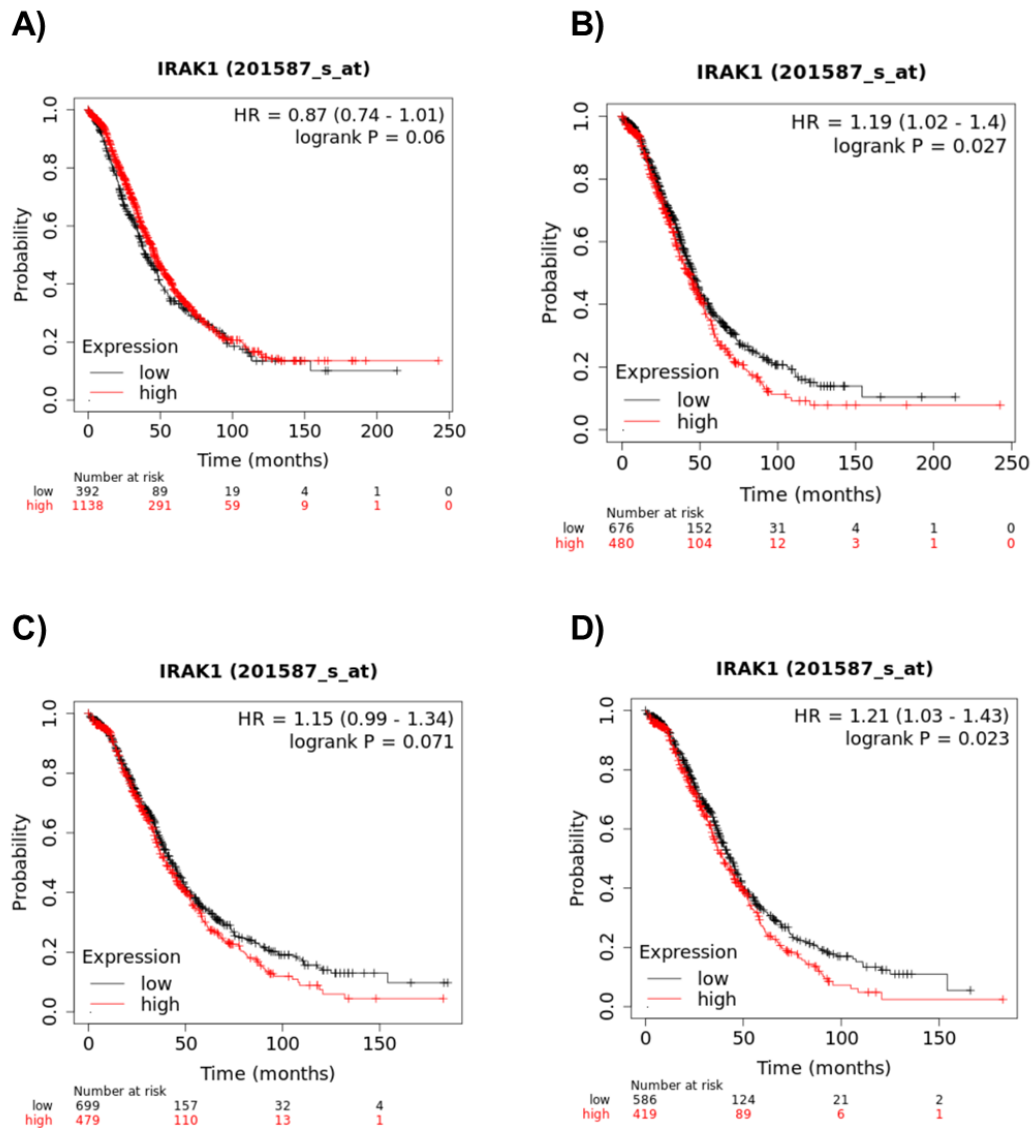 A)
IRAK1 (201587_s_at)
HR = 0.87 (0.74 - 1.01)
logrank P = 0.06
Probability
0.0 0.2 0.4 0.6 0.8 1.0
Expression
low
high
0 50 100 150 200 250
Time (months)
Number at risk
low 392 89 19 4 1 0
high 1138 291 59 9 1 0
B)
IRAK1 (201587_s_at)
HR = 1.19 (1.02 - 1.4)
logrank P = 0.027
Probability
0.0 0.2 0.4 0.6 0.8 1.0
Expression
low
high
0 50 100 150 200 250
Time (months)
Number at risk
low 676 152 31 4 1 0
high 480 104 12 3 1 0
C)
IRAK1 (201587_s_at)
HR = 1.15 (0.99 - 1.34)
logrank P = 0.071
Probability
0.0 0.2 0.4 0.6 0.8 1.0
Expression
low
high
0 50 100 150
Time (months)
Number at risk
low 699 157 32 4
high 479 110 13 1
D)
IRAK1 (201587_s_at)
HR = 1.21 (1.03 - 1.43)
logrank P = 0.023
Probability
0.0 0.2 0.4 0.6 0.8 1.0
Expression
low
high
0 50 100 150
Time (months)
Number at risk
low 586 124 21 2
high 419 89 6 1